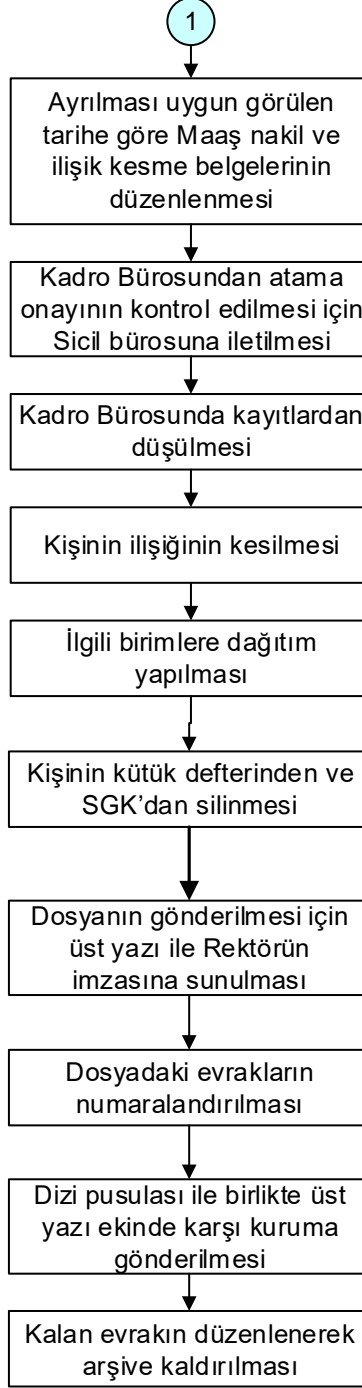 1
Ayrılması uygun görülen
tarihe göre Maaş nakil ve
ilişik kesme belgelerinin
düzenlenmesi
Kadro Bürosundan atama
onayının kontrol edilmesi için
Sicil bürosuna iletilmesi
Kadro Bürosunda kayıtlardan
düşülmesi
Kişinin ilişiğinin kesilmesi
İlgili birimlere dağıtım
yapılması
Kişinin kütük defterinden ve
SGK’dan silinmesi
Dosyanın gönderilmesi için
üst yazı ile Rektörün
imzasına sunulması
Dosyadaki evrakların
numaralandırılması
Dizi pusulası ile birlikte üst
yazı ekinde karşı kuruma
gönderilmesi
Kalan evrakın düzenlenerek
arşive kaldırılması